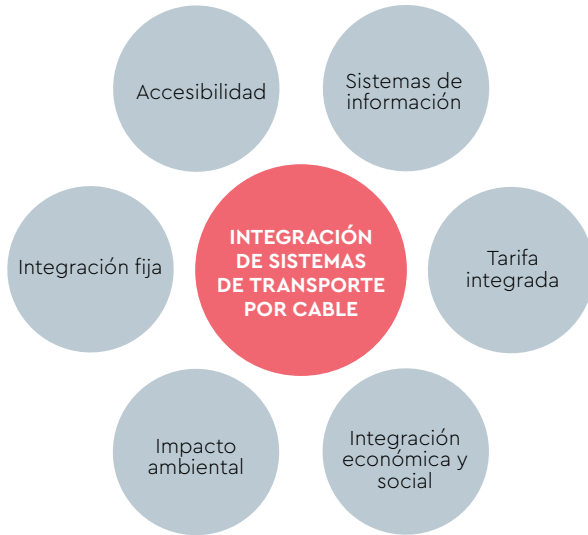 Accesibilidad
Sistemas de
información
Integración fija
INTEGRACIÓN
DE SISTEMAS
DE TRANSPORTE
POR CABLE
Tarifa
integrada
Impacto
ambiental
Integración
económica y
social